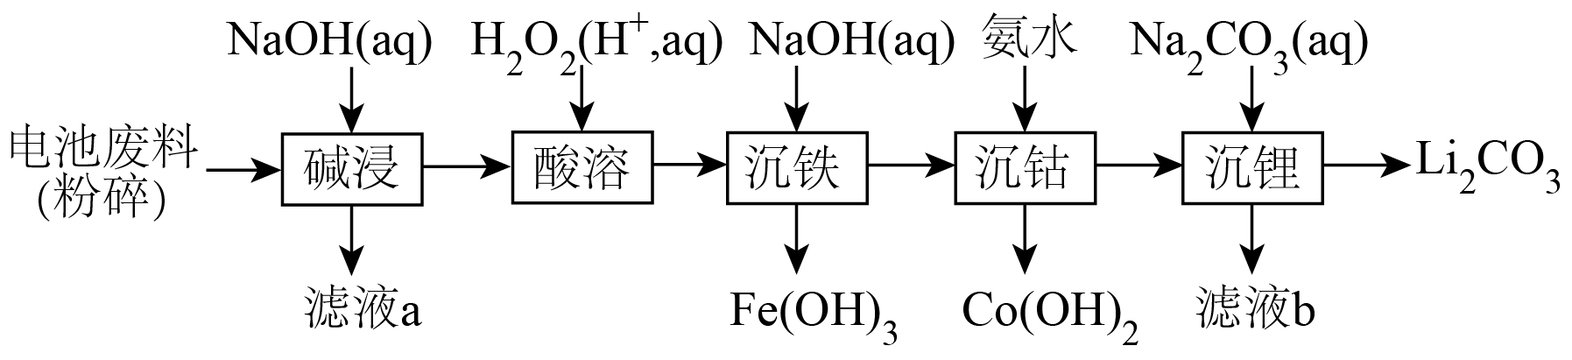 NaOH(aq) H₂O₂(H⁺,aq) NaOH(aq) 氨水 Na₂CO₃(aq)
电池废料
(粉碎)
碱浸 酸溶 沉铁 沉钴 沉锂 Li₂CO₃
滤液a Fe(OH)₃ Co(OH)₂ 滤液b